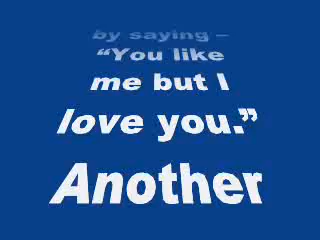 by saying –
“You like
me but I
love you.”
Another